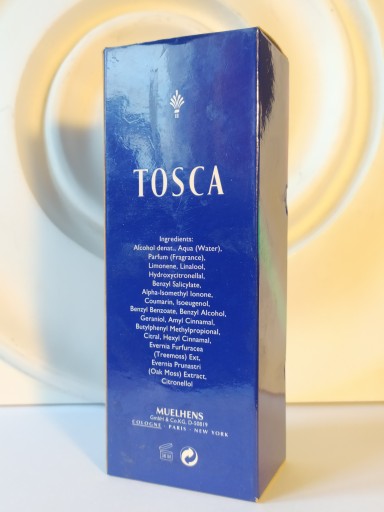 TOSCA
Ingredients:
Alcohol denat., Aqua (Water),
Parfum (Fragrance),
Limonene, Linalool,
Hydroxycitronellal,
Benzyl Salicylate,
Alpha-Isomethyl Ionone,
Coumarin, Isoeugenol,
Benzyl Benzoate, Benzyl Alcohol,
Geraniol, Amyl Cinnamal,
Butylphenyl Methylpropional,
Citral, Hexyl Cinnamal,
Evernia Furfuracea
(Treemoss) Ext,
Evernia Prunastri
(Oak Moss) Extract,
Citronellol
MUELHENS
GmbH & Co.KG, D-50819
COLOGNE · PARIS · NEW YORK